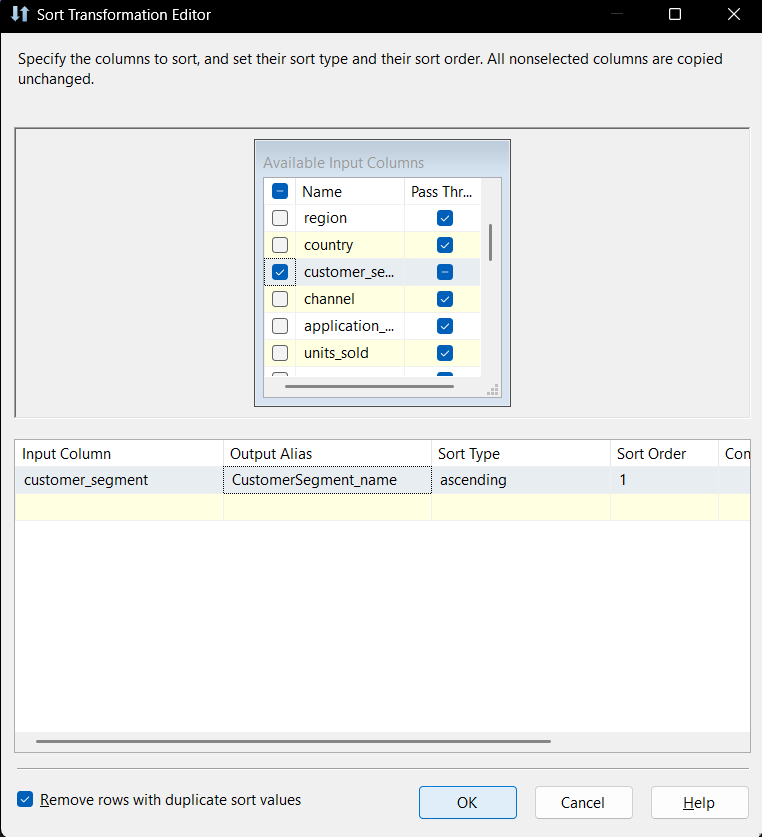 Sort Transformation Editor
Specify the columns to sort, and set their sort type and their sort order. All nonselected columns are copied
unchanged.
Available Input Columns
Name Pass Thr...
region
country
customer_se...
channel
application_...
units_sold
Input Column Output Alias Sort Type Sort Order Con
customer_segment CustomerSegment_name ascending 1
Remove rows with duplicate sort values
OK Cancel Help